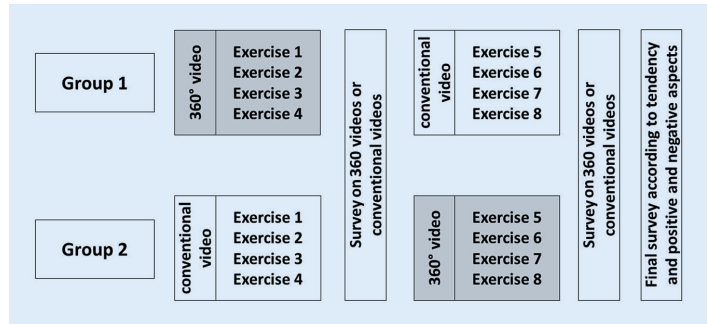 Group 1
360° video
Exercise 1
Exercise 2
Exercise 3
Exercise 4
Survey on 360 videos or
conventional videos
conventional
video
Exercise 5
Exercise 6
Exercise 7
Exercise 8
Survey on 360 videos or
conventional videos
Final survey according to tendency
and positive and negative aspects
Group 2
conventional
video
Exercise 1
Exercise 2
Exercise 3
Exercise 4
360° video
Exercise 5
Exercise 6
Exercise 7
Exercise 8